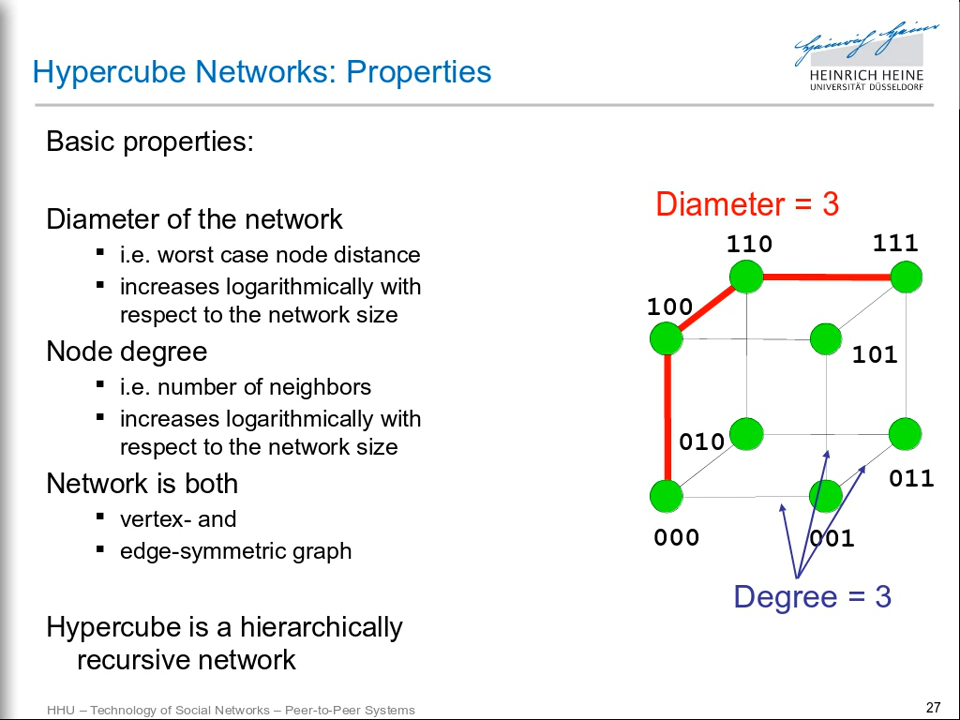 Hypercube Networks: Properties
Heinrich Heine
HEINRICH HEINE
UNIVERSITÄT DÜSSELDORF
Basic properties:
Diameter of the network
▪ i.e. worst case node distance
▪ increases logarithmically with
respect to the network size
Node degree
▪ i.e. number of neighbors
▪ increases logarithmically with
respect to the network size
Network is both
▪ vertex- and
▪ edge-symmetric graph
Hypercube is a hierarchically
recursive network
Diameter = 3
110
111
100
101
010
011
000
001
Degree = 3
HHU – Technology of Social Networks – Peer-to-Peer Systems
27